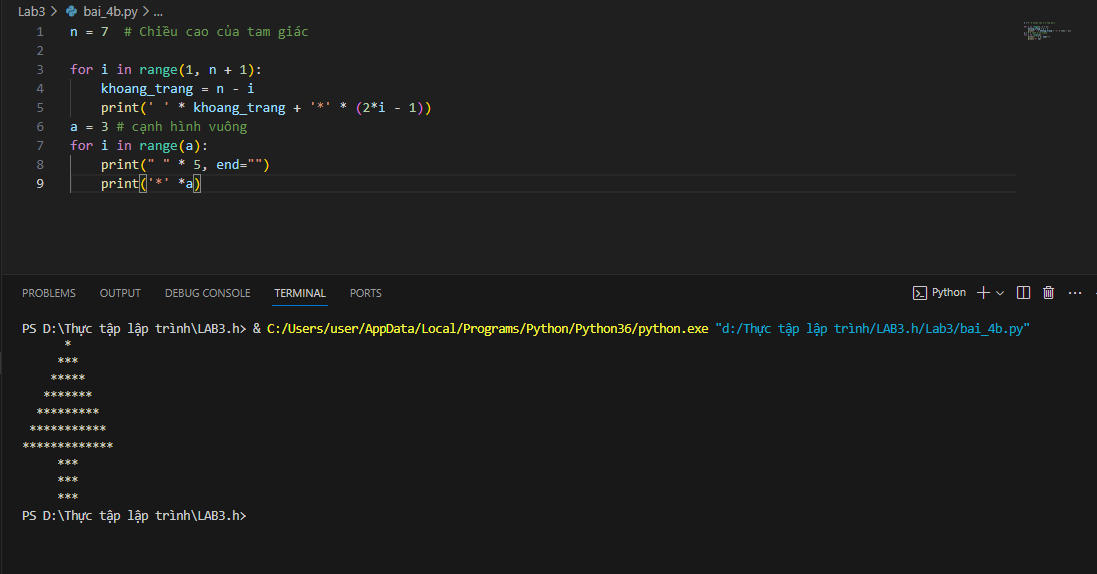 Lab3 > bai_4b.py > ...
1 n = 7  # Chiều cao của tam giác
2
3 for i in range(1, n + 1):
4     khoang_trang = n - i
5     print(' ' * khoang_trang + '*' * (2*i - 1))
6 a = 3 # cạnh hình vuông
7 for i in range(a):
8     print(" " * 5, end="")
9     print('*' *a)
PROBLEMS OUTPUT DEBUG CONSOLE TERMINAL PORTS Python
PS D:\Thực tập lập trình\LAB3.h> & C:/Users/user/AppData/Local/Programs/Python/Python36/python.exe "d:/Thực tập lập trình/LAB3.h/Lab3/bai_4b.py"
      *
     ***
    *****
   *******
  *********
 ***********
*************
     ***
     ***
     ***
PS D:\Thực tập lập trình\LAB3.h>